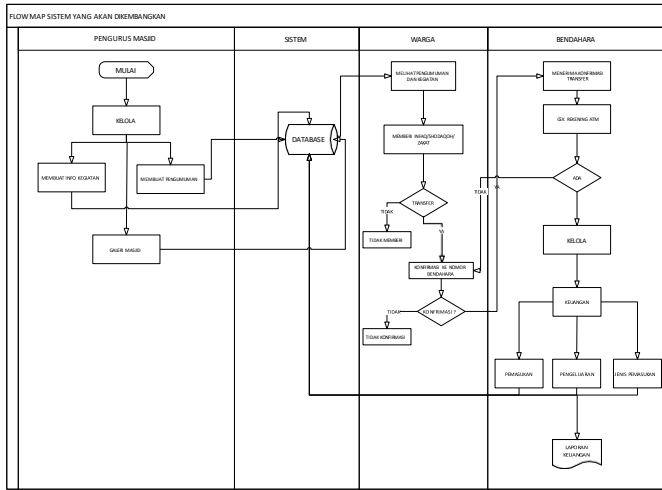 FLOW MAP SISTEM YANG AKAN DIKEMBANGKAN
PENGURUS MASJID
SISTEM
WARGA
BENDAHARA
MULAI
KELOLA
MEMBUAT INFO KEGIATAN
MEMBUAT PENGUMUMAN
GALERI MASJID
DATABASE
MELIHAT PENGUMUMAN
DAN KEGIATAN
MEMBERI INFAQ/SHODAQOH/
ZAKAT
TRANSFER
TIDAK
YA
TIDAK MEMBERI
KONFIRMASI KE NOMOR
BENDAHARA
KONFIRMASI ?
TIDAK
TIDAK KONFIRMASI
YA
MENERIMA KONFIRMASI
TRANSFER
CEK REKENING ATM
ADA
TIDAK
KELOLA
KEUANGAN
PEMASUKAN
PENGELUARAN
JENIS PEMASUKAN
LAPORAN
KEUANGAN